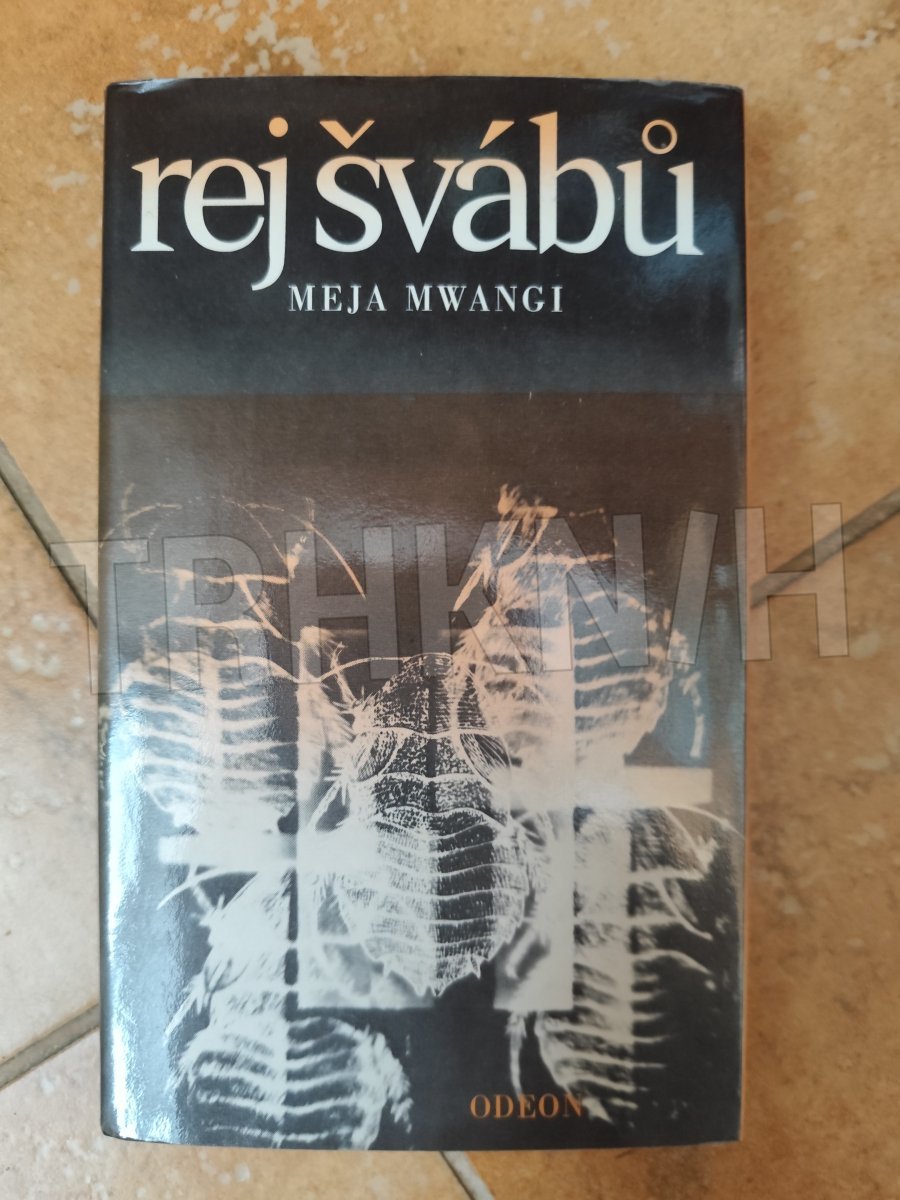 rej švábů
MEJA MWANGI
TRHKNIH
ODEON